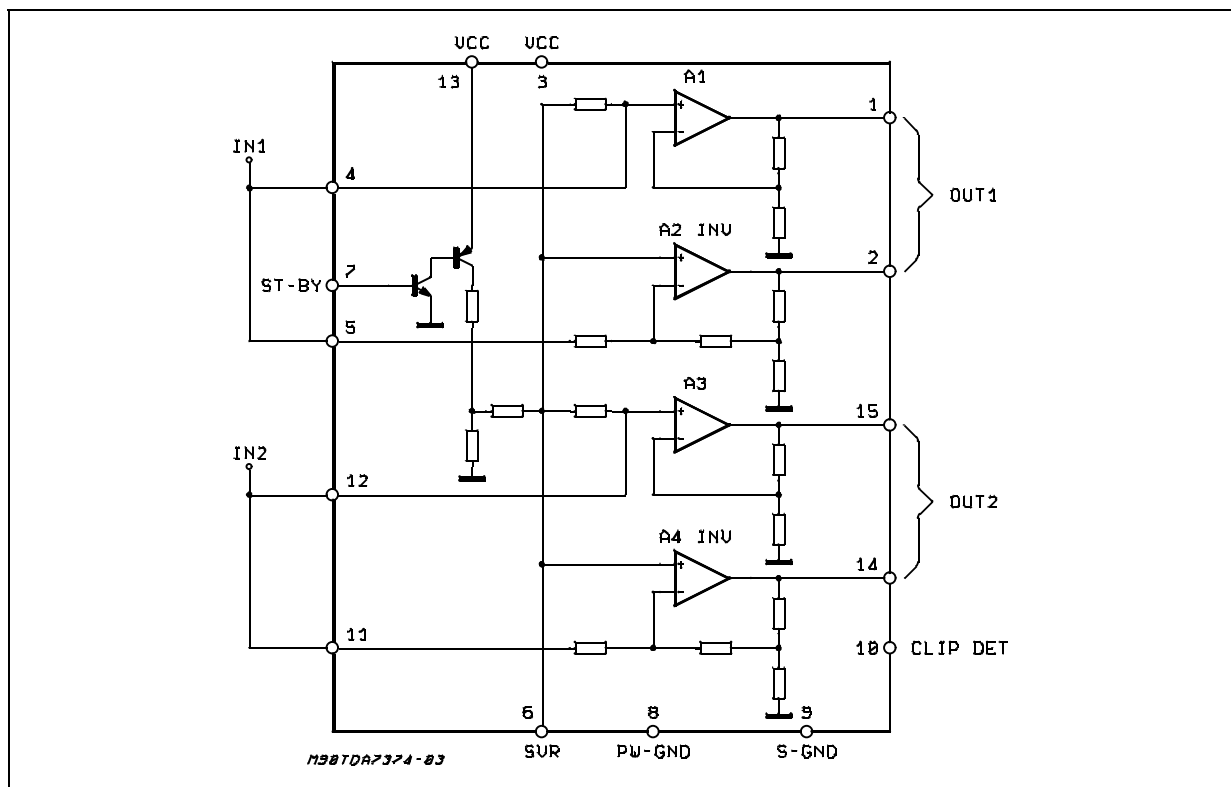 VCC VCC
13 3
A1
1
IN1
4
OUT1
A2 INV
2
7
ST-BY
5
A3
15
IN2
12
OUT2
A4 INV
14
11
10 CLIP DET
6 8 9
SVR PW-GND S-GND
M90TDA7374-03
+
-
+
-
+
-
+
-